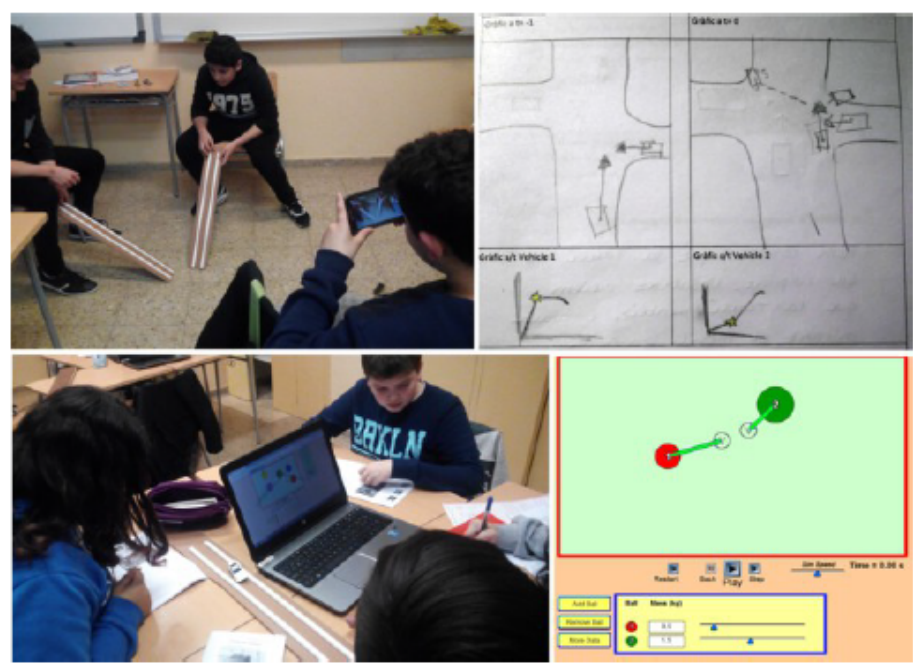 1975
Gràfic a t= -1
Gràfic a t= 0
Gràfic v/t Vehicle 1
Gràfic v/t Vehicle 2
BAKLN
Restart
Back
Play
Step
Sim Speed
Time = 0.00 s
Add Ball
Remove Ball
More Data
Ball
Mass (kg)
0.5
1.5